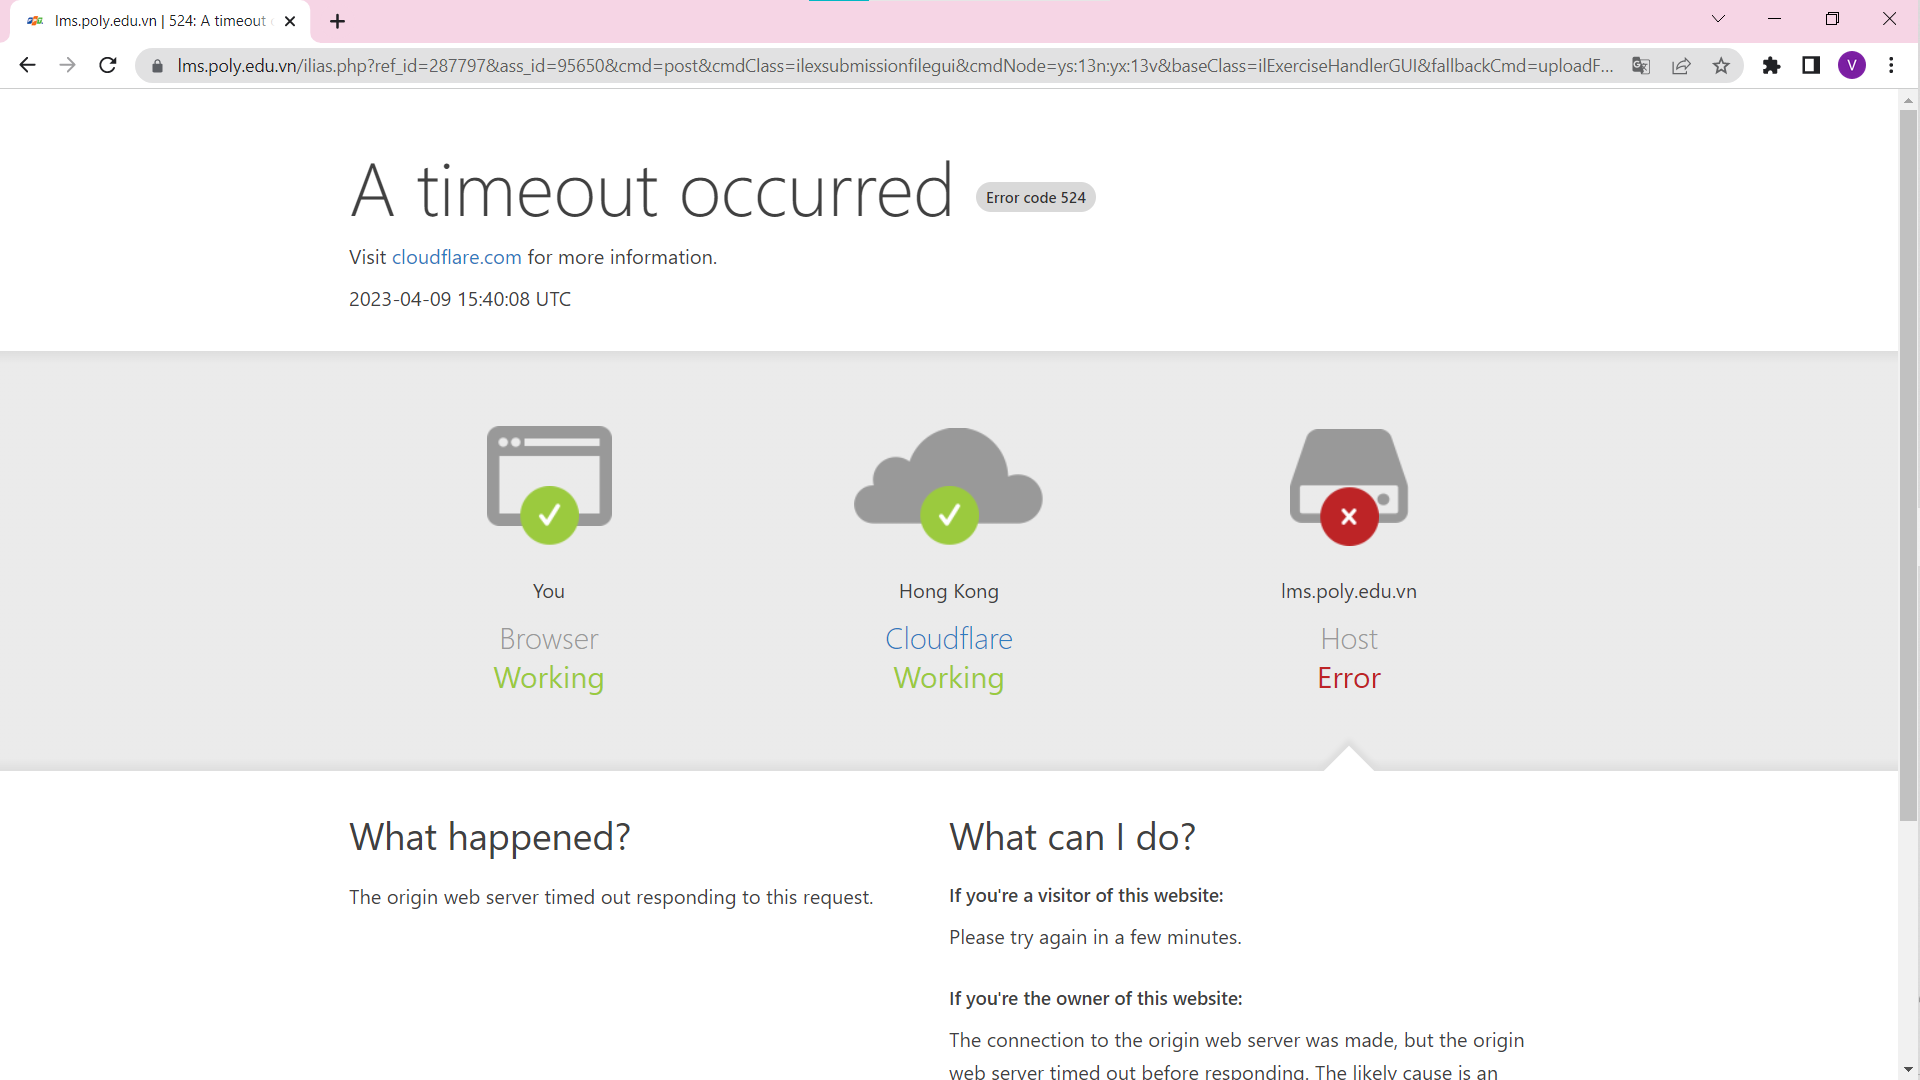 lms.poly.edu.vn | 524: A timeout
lms.poly.edu.vn/ilias.php?ref_id=287797&ass_id=95650&cmd=post&cmdClass=ilexsubmissionfilegui&cmdNode=ys:13n:yx:13v&baseClass=ilExerciseHandlerGUI&fallbackCmd=uploadF...
V
A timeout occurred
Error code 524
Visit cloudflare.com for more information.
2023-04-09 15:40:08 UTC
You
Browser
Working
Hong Kong
Cloudflare
Working
lms.poly.edu.vn
Host
Error
What happened?
The origin web server timed out responding to this request.
What can I do?
If you're a visitor of this website:
Please try again in a few minutes.
If you're the owner of this website:
The connection to the origin web server was made, but the origin
web server timed out before responding. The likely cause is an